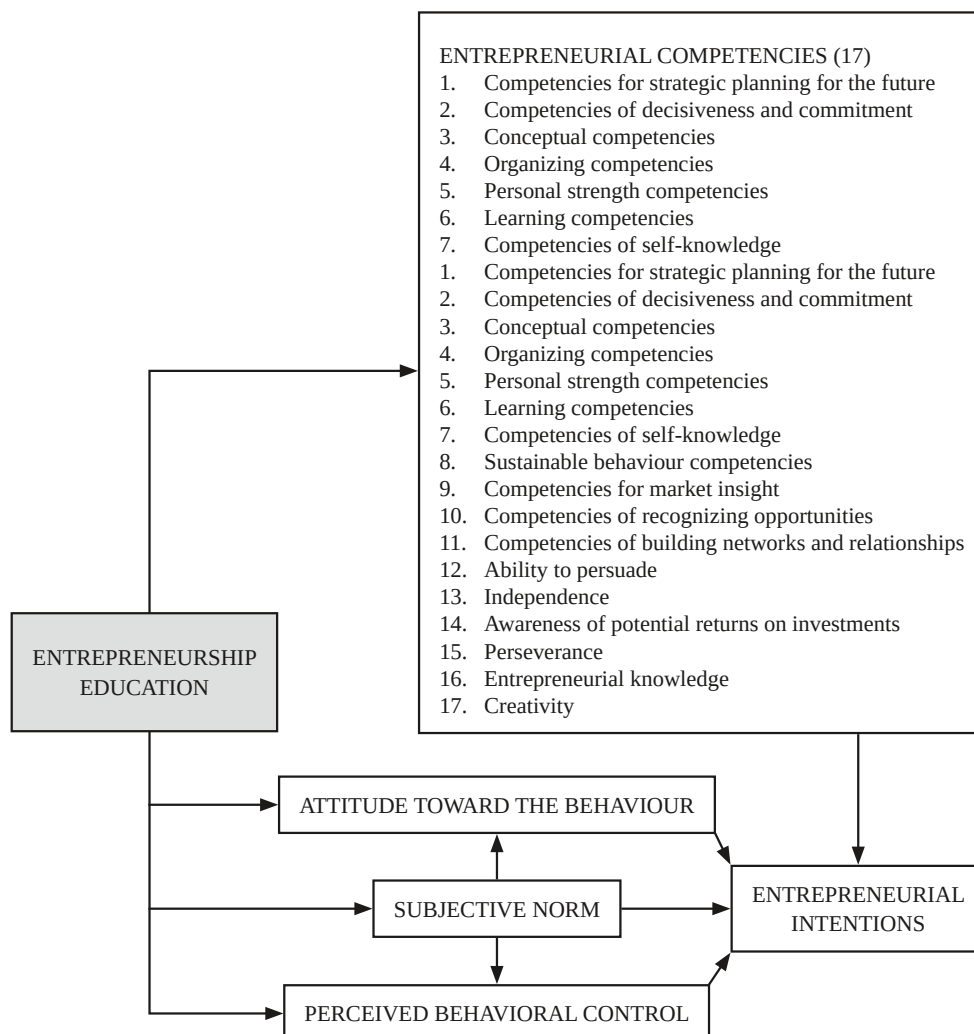 ENTREPRENEURIAL COMPETENCIES (17)
1. Competencies for strategic planning for the future
2. Competencies of decisiveness and commitment
3. Conceptual competencies
4. Organizing competencies
5. Personal strength competencies
6. Learning competencies
7. Competencies of self-knowledge
1. Competencies for strategic planning for the future
2. Competencies of decisiveness and commitment
3. Conceptual competencies
4. Organizing competencies
5. Personal strength competencies
6. Learning competencies
7. Competencies of self-knowledge
8. Sustainable behaviour competencies
9. Competencies for market insight
10. Competencies of recognizing opportunities
11. Competencies of building networks and relationships
12. Ability to persuade
13. Independence
14. Awareness of potential returns on investments
15. Perseverance
16. Entrepreneurial knowledge
17. Creativity
ENTREPRENEURSHIP
EDUCATION
ATTITUDE TOWARD THE BEHAVIOUR
SUBJECTIVE NORM
PERCEIVED BEHAVIORAL CONTROL
ENTREPRENEURIAL
INTENTIONS